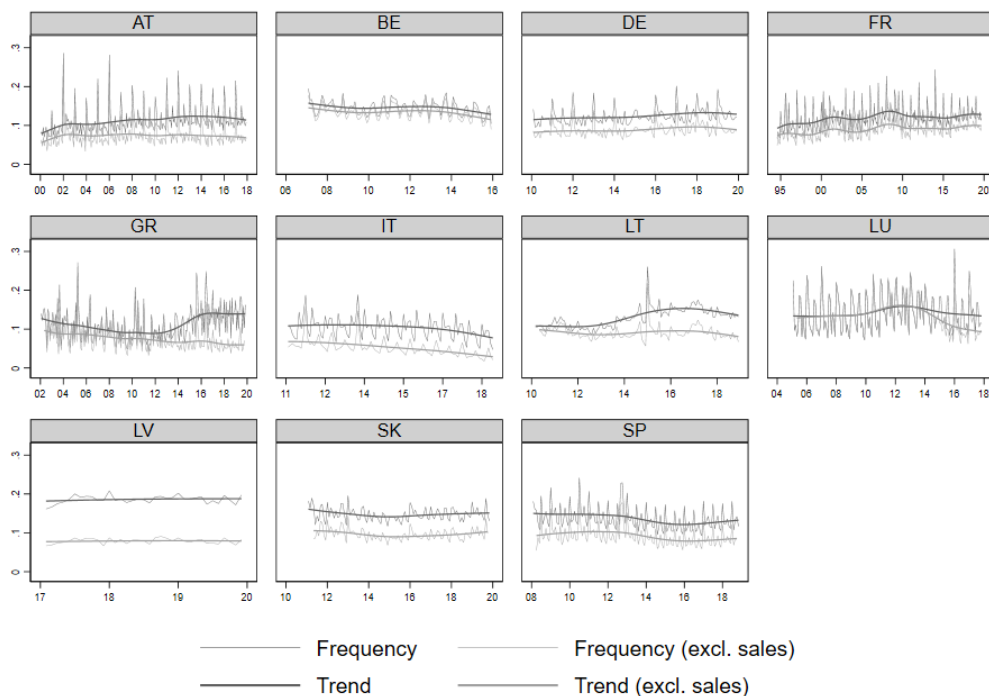 AT BE DE FR
.3
.2
.1
0
00 02 04 06 08 10 12 14 16 18 06 08 10 12 14 16 10 12 14 16 18 20 95 00 05 10 15 20
GR IT LT LU
.3
.2
.1
0
02 04 06 08 10 12 14 16 18 20 11 12 13 14 15 16 17 18 10 12 14 16 18 04 06 08 10 12 14 16 18
LV SK SP
.3
.2
.1
0
17 18 19 20 10 12 14 16 18 20 08 10 12 14 16 18
Frequency Frequency (excl. sales)
Trend Trend (excl. sales)